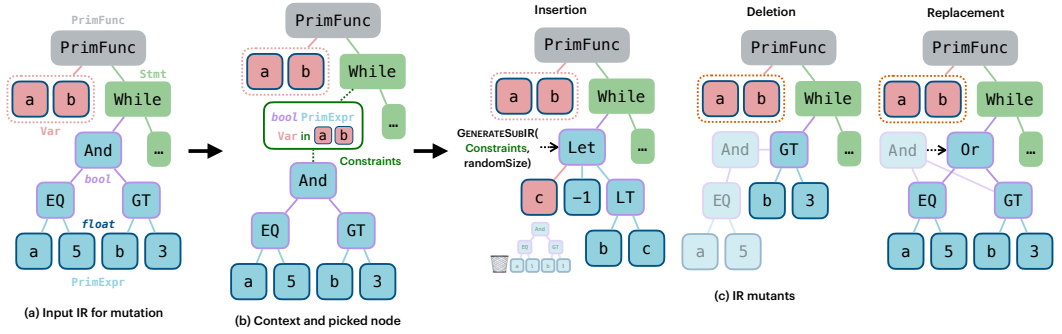 PrimFunc
PrimFunc
a b
Stmt
While
Var
And
...
bool
EQ GT
float
a 5 b 3
PrimExpr
(a) Input IR for mutation
PrimFunc
a b
While
bool PrimExpr
Var in a b
...
Constraints
And
EQ GT
a 5 b 3
(b) Context and picked node
Insertion
PrimFunc
a b
While
GENERATESUBIR(
Constraints,
randomSize)
Let
...
c -1 LT
b c
And
EQ GT
Deletion
PrimFunc
a b
While
And GT
...
EQ b 3
a 5
Replacement
PrimFunc
a b
While
And Or
...
EQ GT
a 5 b 3
(c) IR mutants